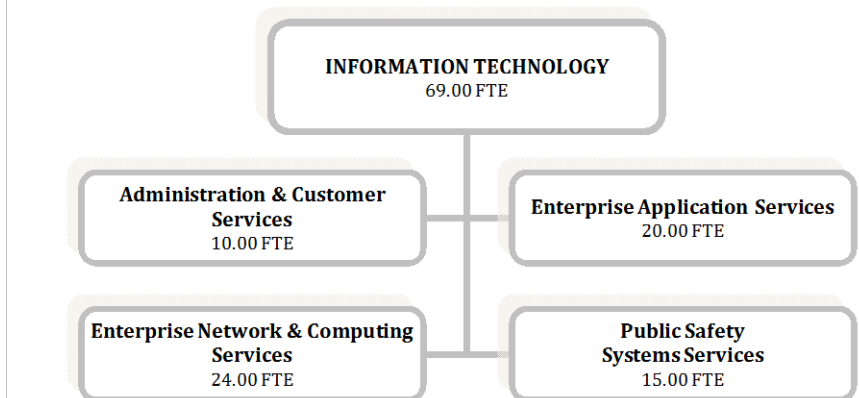 INFORMATION TECHNOLOGY
69.00 FTE
Administration & Customer
Services
10.00 FTE
Enterprise Application Services
20.00 FTE
Enterprise Network & Computing
Services
24.00 FTE
Public Safety
Systems Services
15.00 FTE